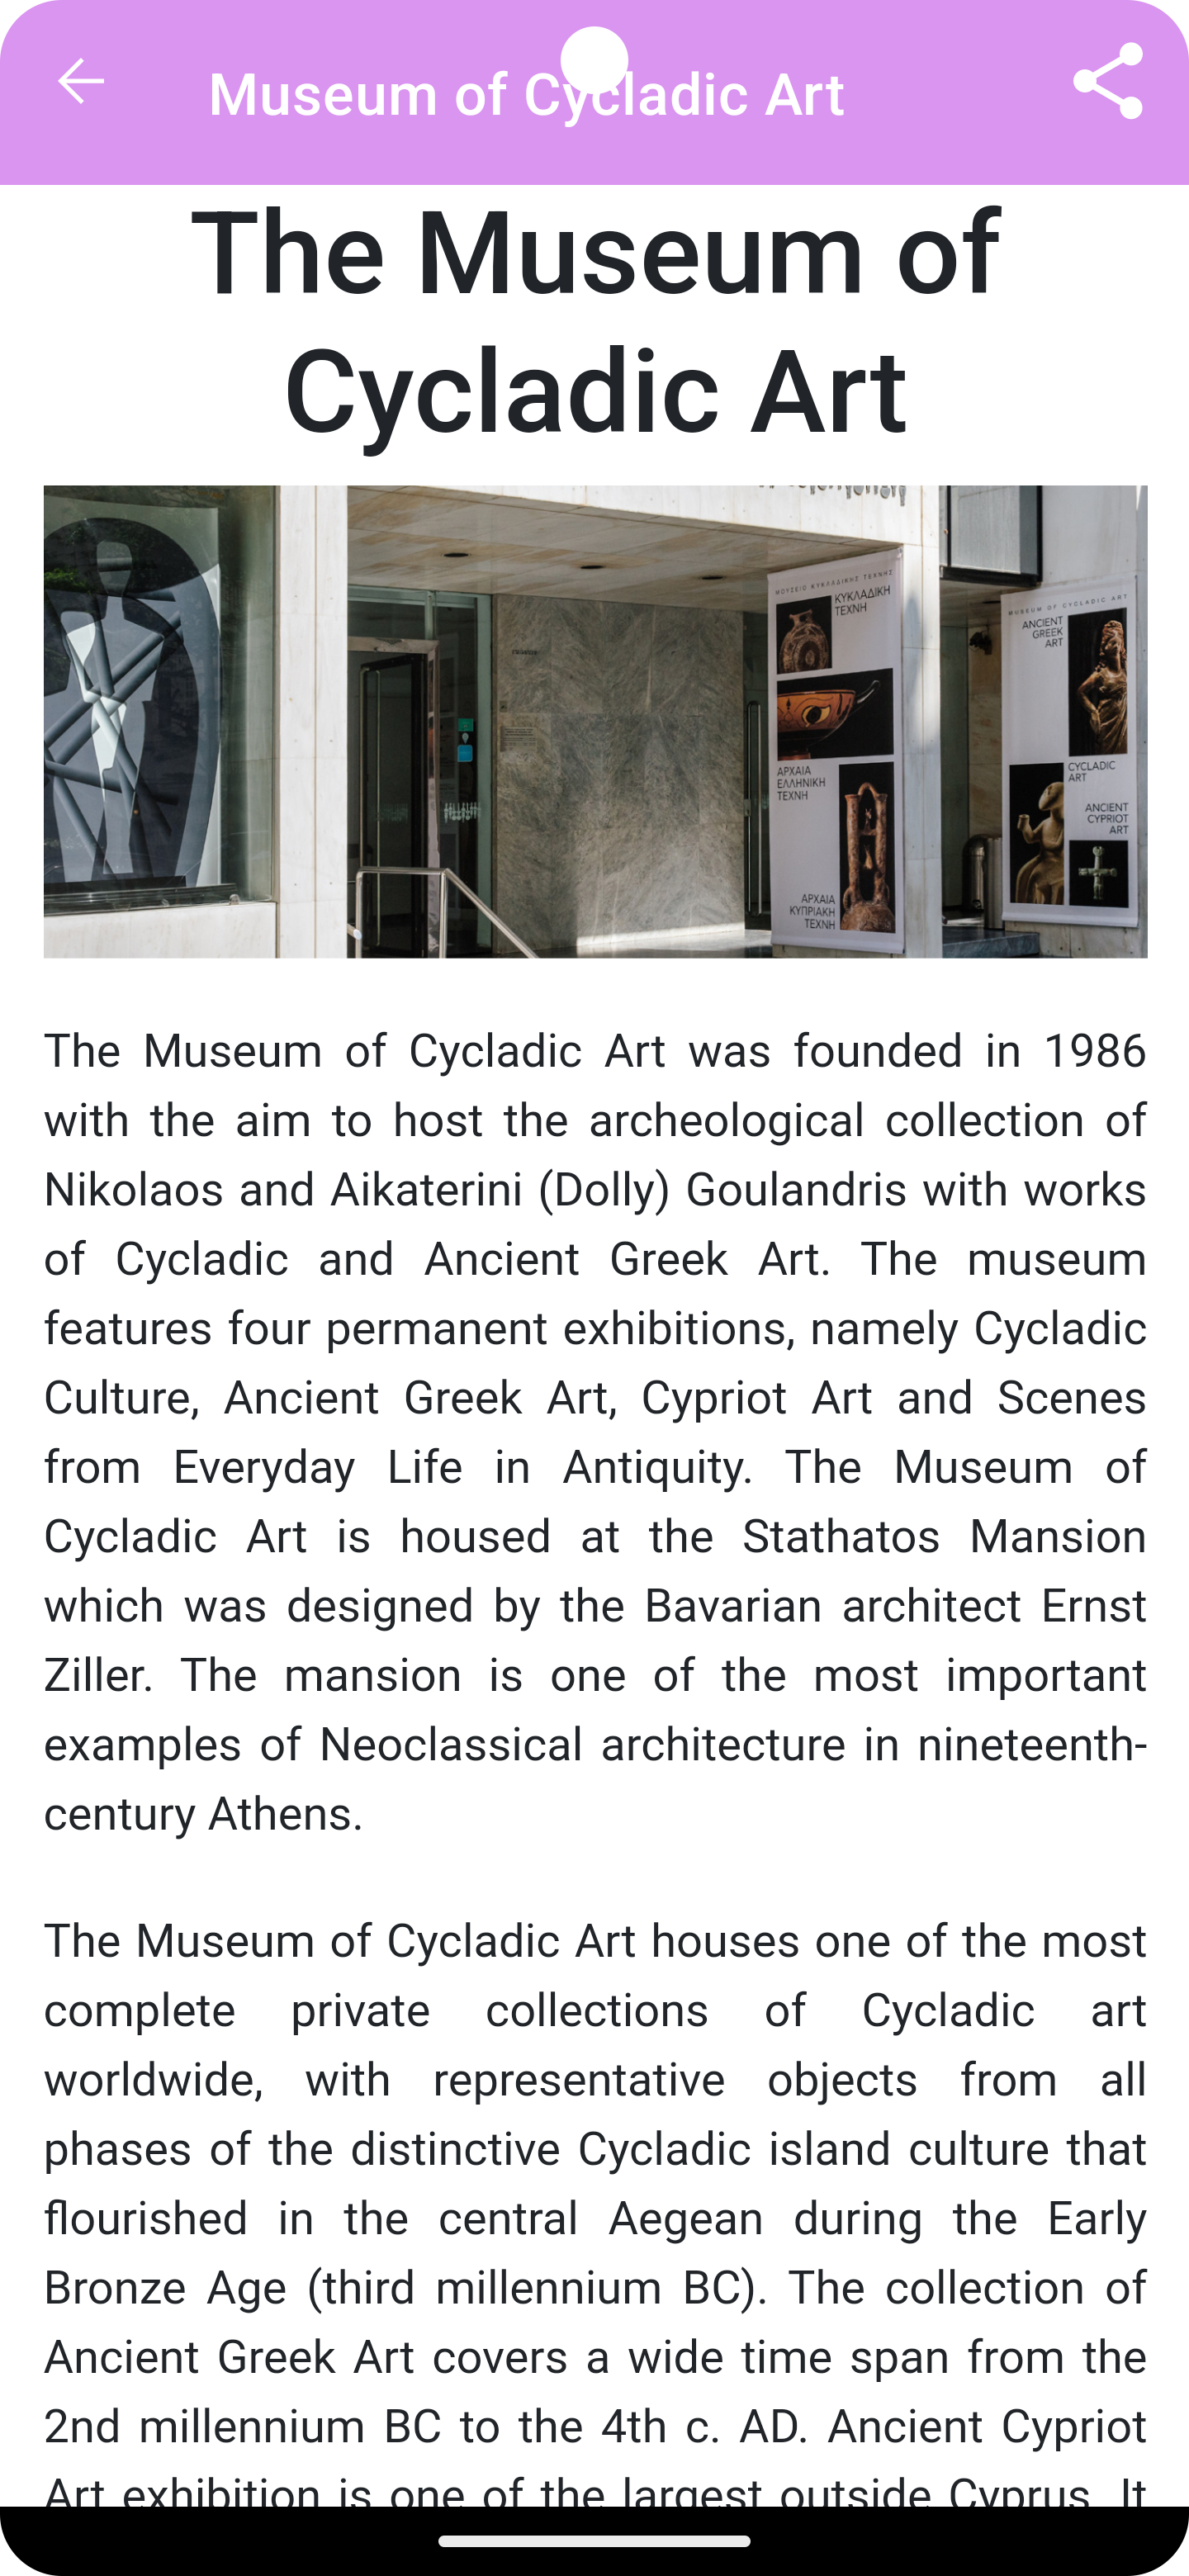 Museum of Cycladic Art
The Museum of
Cycladic Art
ΜΟΥΣΕΙΟ ΚΥΚΛΑΔΙΚΗΣ ΤΕΧΝΗΣ
ΚΥΚΛΑΔΙΚΗ
ΤΕΧΝΗ
ΑΡΧΑΙΑ
ΕΛΛΗΝΙΚΗ
ΤΕΧΝΗ
ΑΡΧΑΙΑ
ΚΥΠΡΙΑΚΗ
ΤΕΧΝΗ
MUSEUM OF CYCLADIC ART
ANCIENT
GREEK
ART
CYCLADIC
ART
ANCIENT
CYPRIOT
ART
The Museum of Cycladic Art was founded in 1986
with the aim to host the archeological collection of
Nikolaos and Aikaterini (Dolly) Goulandris with works
of Cycladic and Ancient Greek Art. The museum
features four permanent exhibitions, namely Cycladic
Culture, Ancient Greek Art, Cypriot Art and Scenes
from Everyday Life in Antiquity. The Museum of
Cycladic Art is housed at the Stathatos Mansion
which was designed by the Bavarian architect Ernst
Ziller. The mansion is one of the most important
examples of Neoclassical architecture in nineteenth-
century Athens.
The Museum of Cycladic Art houses one of the most
complete private collections of Cycladic art
worldwide, with representative objects from all
phases of the distinctive Cycladic island culture that
flourished in the central Aegean during the Early
Bronze Age (third millennium BC). The collection of
Ancient Greek Art covers a wide time span from the
2nd millennium BC to the 4th c. AD. Ancient Cypriot
Art exhibition is one of the largest outside Cyprus. It